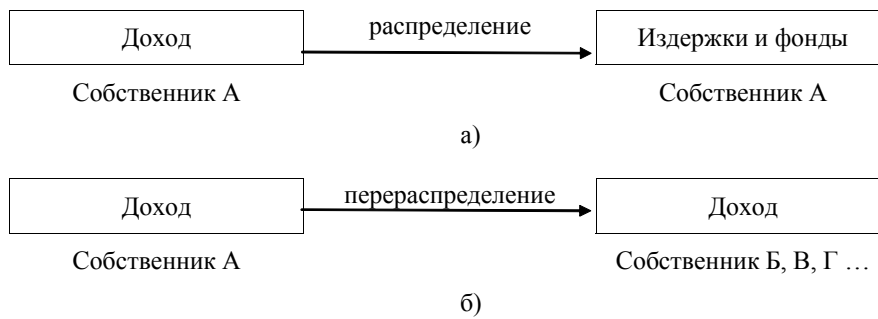 Доход распределение Издержки и фонды
Собственник А Собственник А
а)
Доход перераспределение Доход
Собственник А Собственник Б, В, Г …
б)